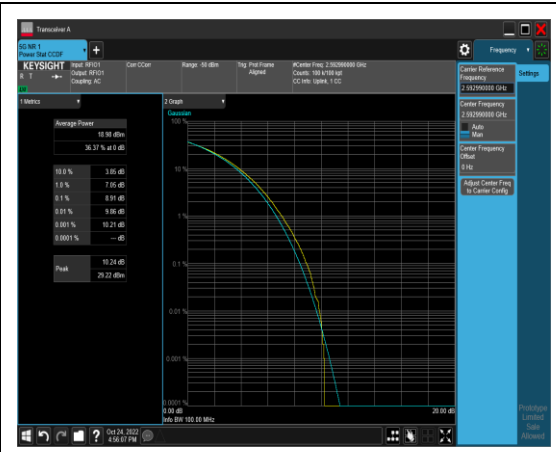 Transceiver A
5G NR 1
Power Stat CCDF
+
Frequency
KEYSIGHT
R T
Input: RFIO1
Output: RFIO1
Coupling: AC
Corr CCorr
Range: -50 dBm
Trig: Prot Frame
Aligned
#Center Freq: 2.592990000 GHz
Counts: 100 k/100 kpt
CC Info: Uplink, 1 CC
1 Metrics
Average Power
18.98 dBm
36.37 % at 0 dB
10.0 % 3.85 dB
1.0 % 7.05 dB
0.1 % 8.91 dB
0.01 % 9.86 dB
0.001 % 10.21 dB
0.0001 % --- dB
Peak
10.24 dB
29.22 dBm
2 Graph
Gaussian
100 %
10 %
1 %
0.1 %
0.01 %
0.001 %
0.0001 %
0.00 dB
20.00 dB
Info BW 100.00 MHz
Carrier Reference
Frequency
2.592990000 GHz
Settings
Center Frequency
2.592990000 GHz
Auto
Man
Center Frequency
Offset
0 Hz
Adjust Center Freq
to Carrier Config
Prototype
Limited
Sale
Allowed
?
Oct 24, 2022
4:56:07 PM